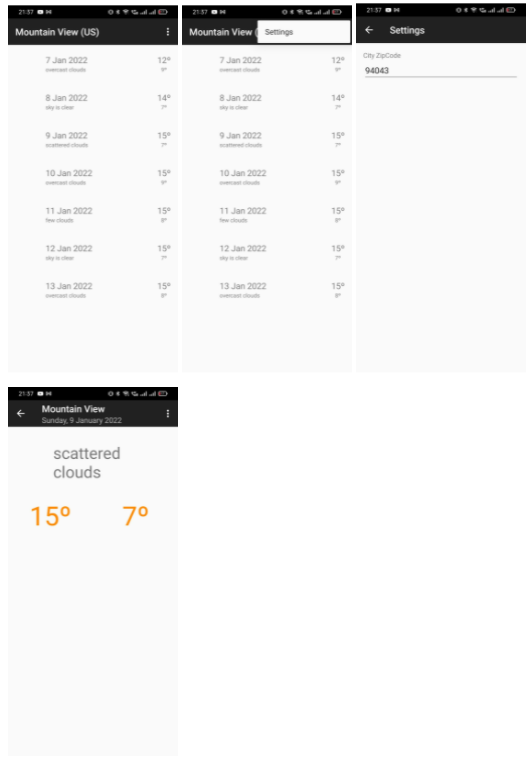 21:37
Mountain View (US)
7 Jan 2022 12º
overcast clouds 9º
8 Jan 2022 14º
sky is clear 7º
9 Jan 2022 15º
scattered clouds 7º
10 Jan 2022 15º
overcast clouds 9º
11 Jan 2022 15º
few clouds 8º
12 Jan 2022 15º
sky is clear 7º
13 Jan 2022 15º
overcast clouds 8º
21:37
Mountain View ( Settings
7 Jan 2022 12º
overcast clouds 9º
8 Jan 2022 14º
sky is clear 7º
9 Jan 2022 15º
scattered clouds 7º
10 Jan 2022 15º
overcast clouds 9º
11 Jan 2022 15º
few clouds 8º
12 Jan 2022 15º
sky is clear 7º
13 Jan 2022 15º
overcast clouds 8º
21:37
Settings
City ZipCode
94043
21:37
Mountain View
Sunday, 9 January 2022
scattered
clouds
15º 7º